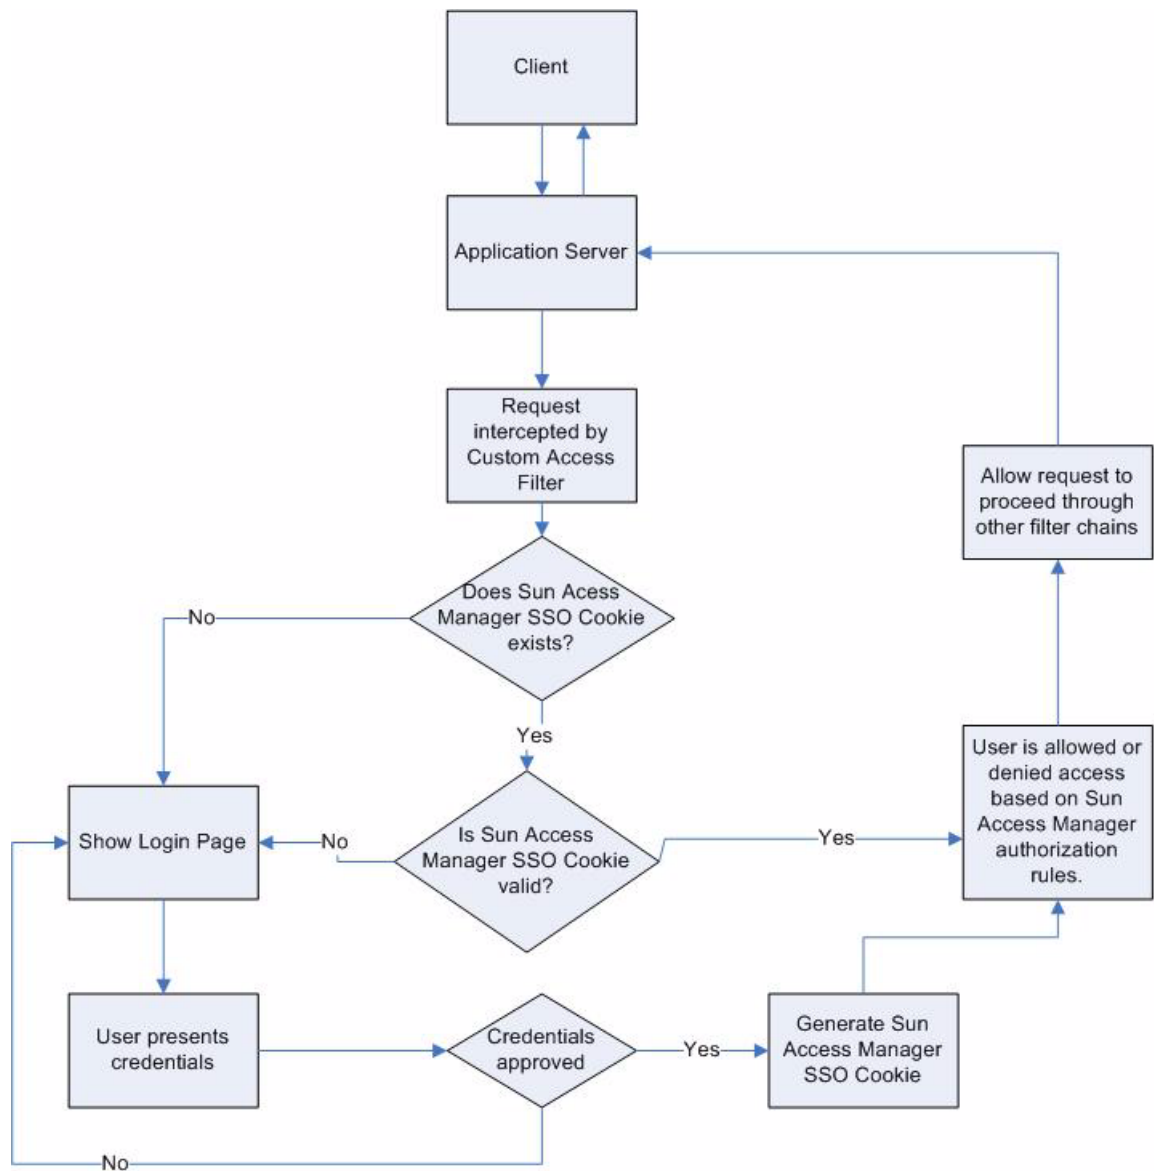 Client
Application Server
Request
intercepted by
Custom Access
Filter
Allow request to
proceed through
other filter chains
Does Sun Acess
Manager SSO Cookie
exists?
No
Yes
User is allowed or
denied access
based on Sun
Access Manager
authorization
rules.
Show Login Page
No
Is Sun Access
Manager SSO Cookie
valid?
Yes
User presents
credentials
Credentials
approved
Yes
Generate Sun
Access Manager
SSO Cookie
No